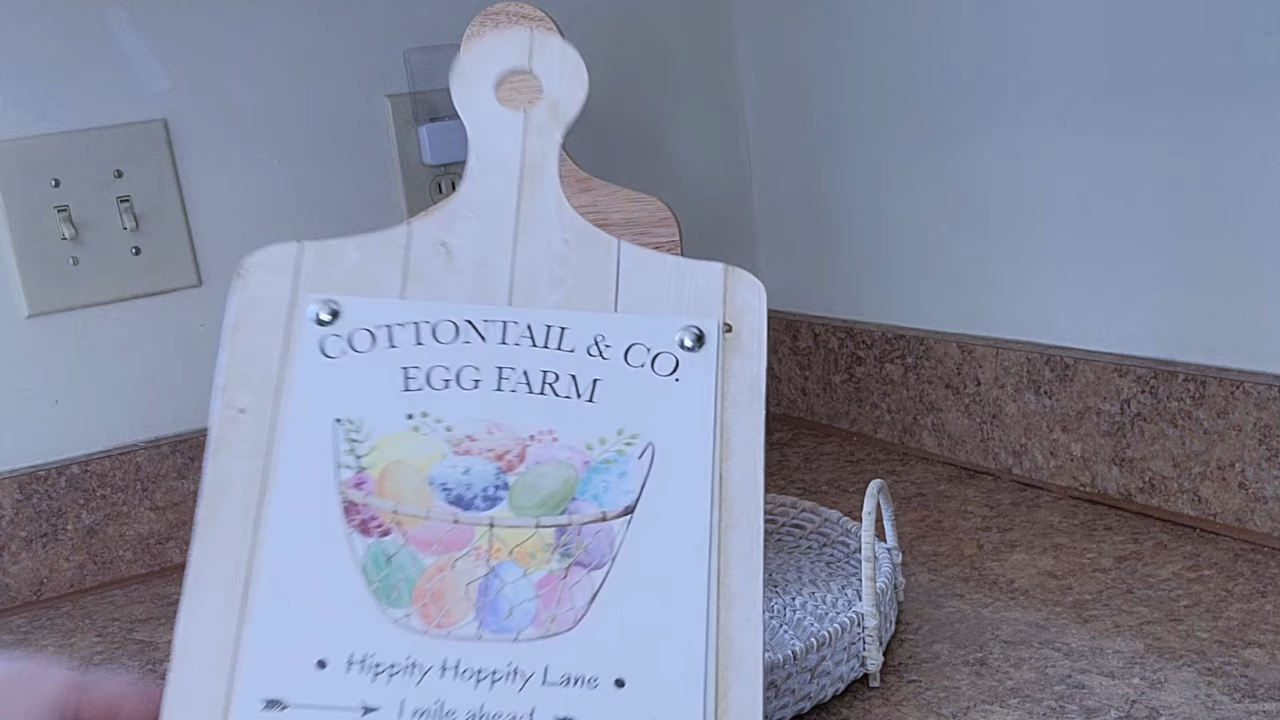 COTTONTAIL & CO.
EGG FARM
• Hippity Hoppity Lane •
1 mile ahead